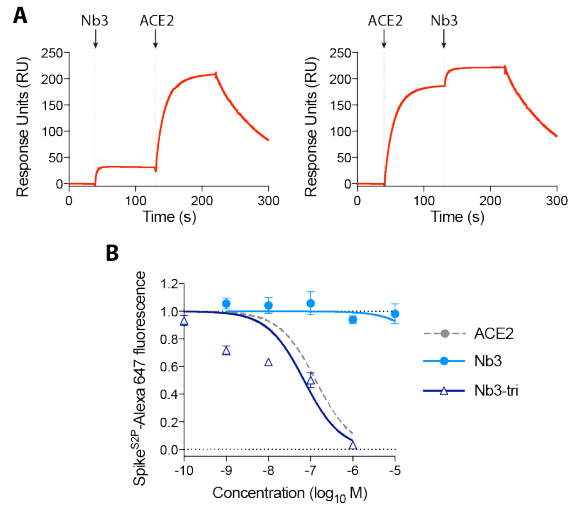 A
Nb3 ACE2
Response Units (RU)
250
200
150
100
50
0
0 100 200 300
Time (s)
ACE2 Nb3
Response Units (RU)
250
200
150
100
50
0
0 100 200 300
Time (s)
B
Spike^S2P-Alexa 647 fluorescence
1.2
1.0
0.8
0.6
0.4
0.2
0.0
-10 -9 -8 -7 -6 -5
Concentration (log10 M)
ACE2
Nb3
Nb3-tri